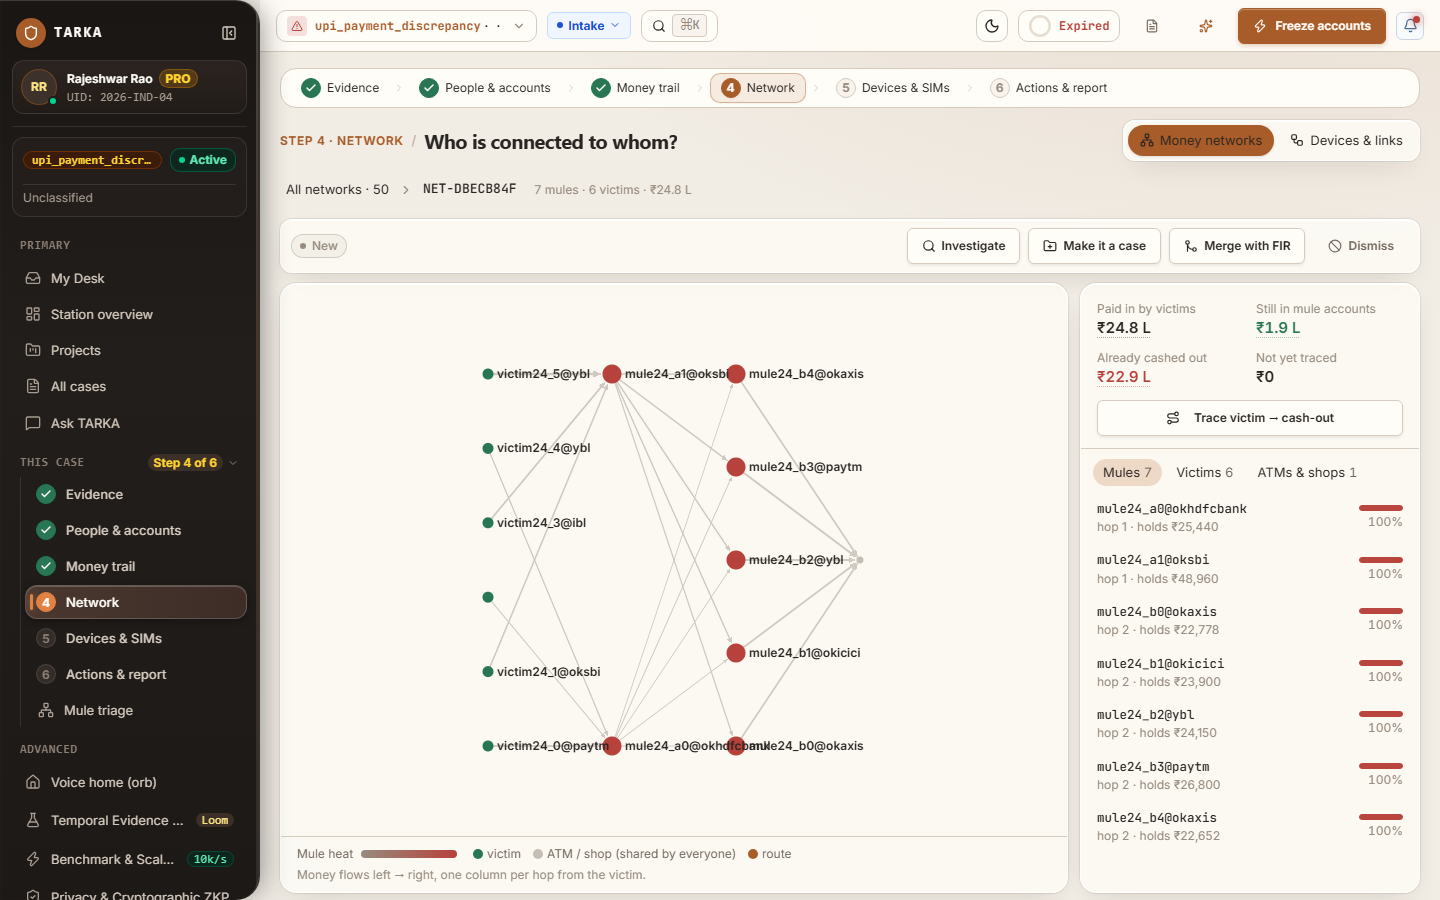 TARKA
RR
Rajeshwar Rao PRO
UID: 2026-IND-04
upi_payment_discr… Active
Unclassified
PRIMARY
My Desk
Station overview
Projects
All cases
Ask TARKA
THIS CASE Step 4 of 6
Evidence
People & accounts
Money trail
4 Network
5 Devices & SIMs
6 Actions & report
Mule triage
ADVANCED
Voice home (orb)
Temporal Evidence ... Loom
Benchmark & Scal... 10k/s
Privacy & Cryptographic ZKP
upi_payment_discrepancy · ·
Intake
⌘K
Expired
Freeze accounts
Evidence
People & accounts
Money trail
4 Network
5 Devices & SIMs
6 Actions & report
STEP 4 · NETWORK / Who is connected to whom?
Money networks
Devices & links
All networks · 50 > NET-DBECB84F 7 mules · 6 victims · ₹24.8 L
New
Investigate
Make it a case
Merge with FIR
Dismiss
victim24_5@ybl mule24_a1@oksbi mule24_b4@okaxis
victim24_4@ybl
mule24_b3@paytm
victim24_3@ibl
mule24_b2@ybl
mule24_b1@okicici
victim24_1@oksbi
victim24_0@paytm mule24_a0@okhdfcbank mule24_b0@okaxis
Mule heat victim ATM / shop (shared by everyone) route
Money flows left → right, one column per hop from the victim.
Paid in by victims Still in mule accounts
₹24.8 L ₹1.9 L
Already cashed out Not yet traced
₹22.9 L ₹0
Trace victim → cash-out
Mules 7 Victims 6 ATMs & shops 1
mule24_a0@okhdfcbank
hop 1 · holds ₹25,440 100%
mule24_a1@oksbi
hop 1 · holds ₹48,960 100%
mule24_b0@okaxis
hop 2 · holds ₹22,778 100%
mule24_b1@okicici
hop 2 · holds ₹23,900 100%
mule24_b2@ybl
hop 2 · holds ₹24,150 100%
mule24_b3@paytm
hop 2 · holds ₹26,800 100%
mule24_b4@okaxis
hop 2 · holds ₹22,652 100%